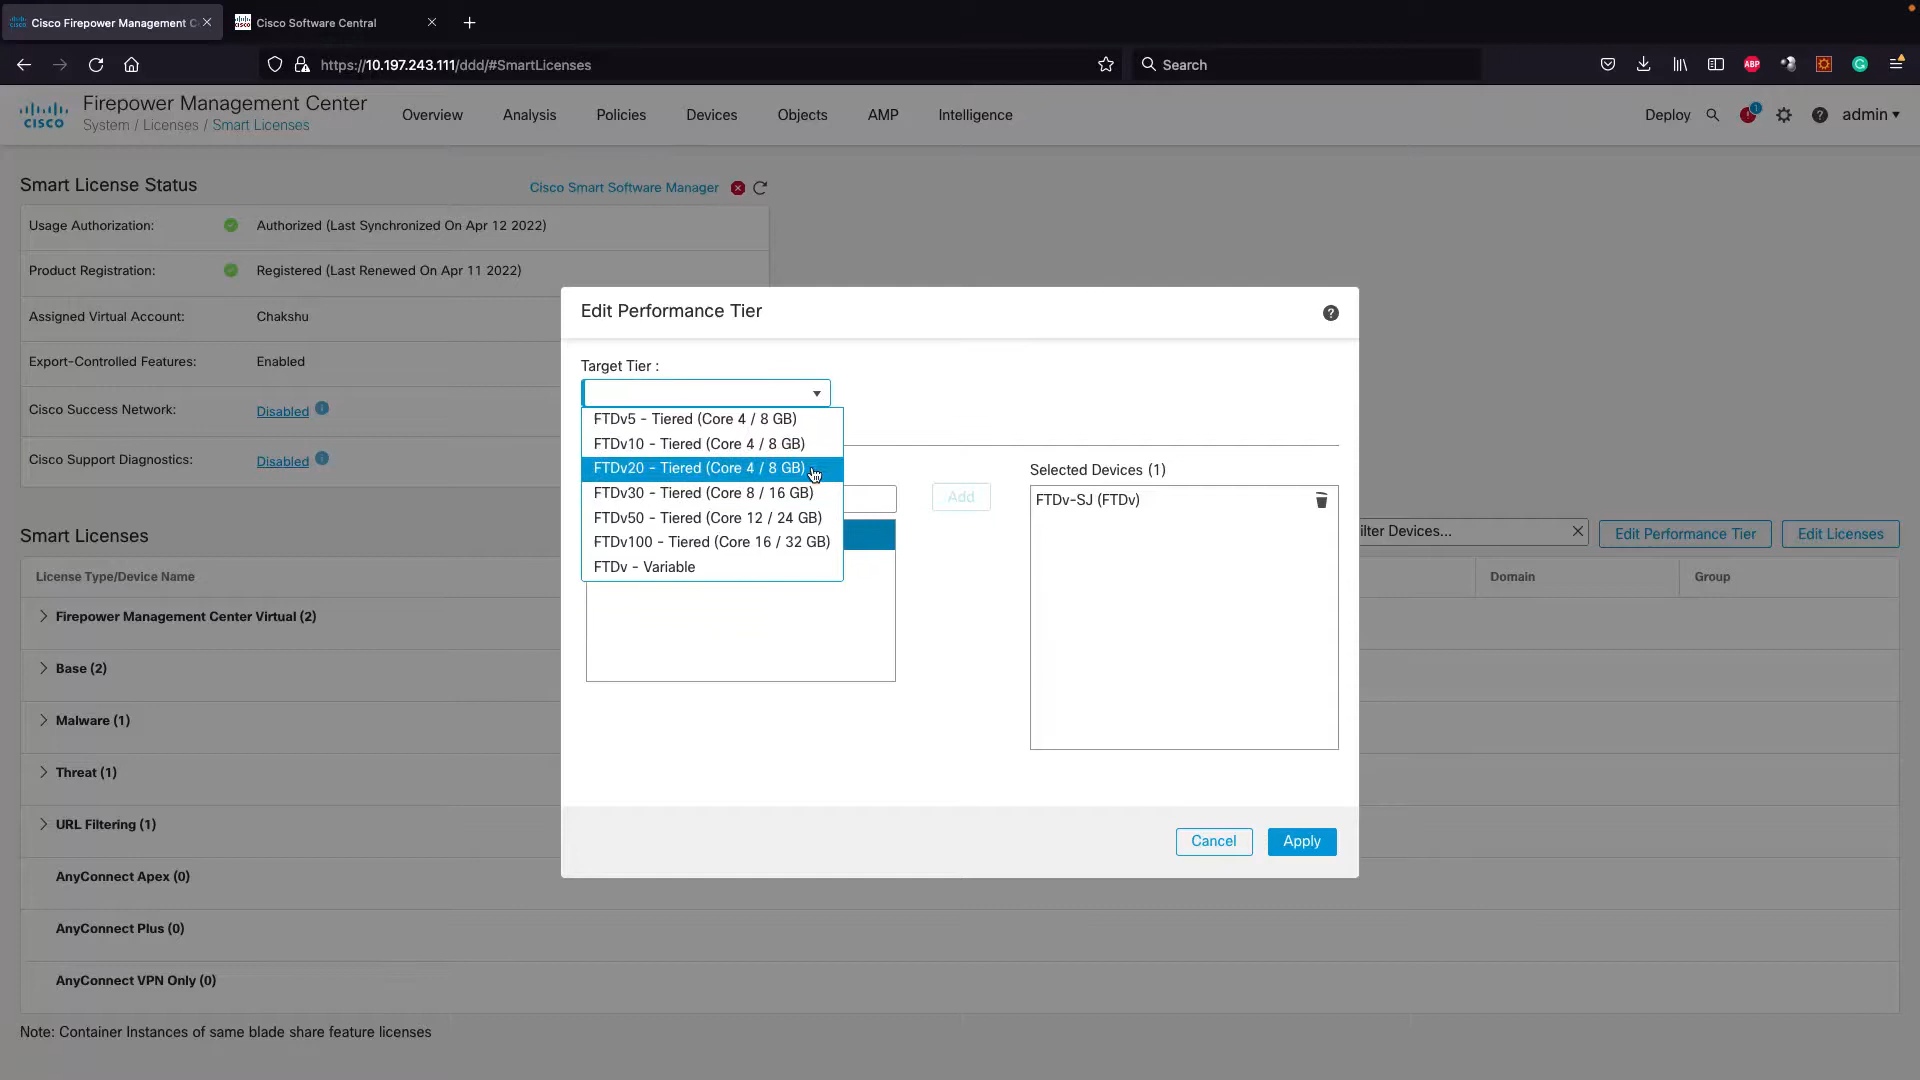 Cisco Firepower Management C
Cisco Software Central
https://10.197.243.111/ddd/#SmartLicenses
Search
ABP
CISCO
Firepower Management Center
System / Licenses / Smart Licenses
Overview
Analysis
Policies
Devices
Objects
AMP
Intelligence
Deploy
1
admin
Smart License Status
Cisco Smart Software Manager
Usage Authorization:
Authorized (Last Synchronized On Apr 12 2022)
Product Registration:
Registered (Last Renewed On Apr 11 2022)
Assigned Virtual Account:
Chakshu
Export-Controlled Features:
Enabled
Cisco Success Network:
Disabled
Cisco Support Diagnostics:
Disabled
Edit Performance Tier
Target Tier :
FTDv5 - Tiered (Core 4 / 8 GB)
FTDv10 - Tiered (Core 4 / 8 GB)
FTDv20 - Tiered (Core 4 / 8 GB)
FTDv30 - Tiered (Core 8 / 16 GB)
FTDv50 - Tiered (Core 12 / 24 GB)
FTDv100 - Tiered (Core 16 / 32 GB)
FTDv - Variable
Add
Selected Devices (1)
FTDv-SJ (FTDv)
Cancel
Apply
Smart Licenses
ilter Devices...
Edit Performance Tier
Edit Licenses
License Type/Device Name
Domain
Group
Firepower Management Center Virtual (2)
Base (2)
Malware (1)
Threat (1)
URL Filtering (1)
AnyConnect Apex (0)
AnyConnect Plus (0)
AnyConnect VPN Only (0)
Note: Container Instances of same blade share feature licenses